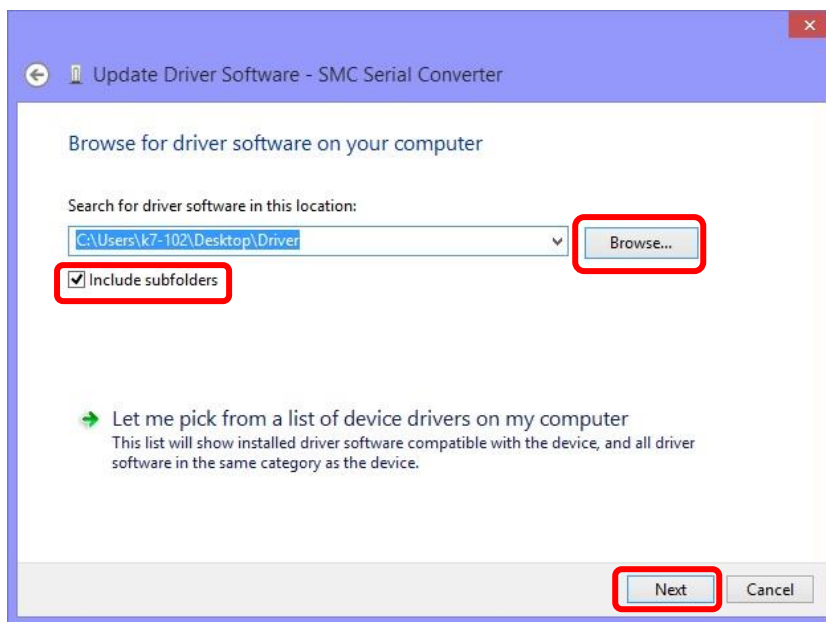 Update Driver Software - SMC Serial Converter
Browse for driver software on your computer
Search for driver software in this location:
C:\Users\k7-102\Desktop\Driver
Browse...
Include subfolders
Let me pick from a list of device drivers on my computer
This list will show installed driver software compatible with the device, and all driver
software in the same category as the device.
Next
Cancel